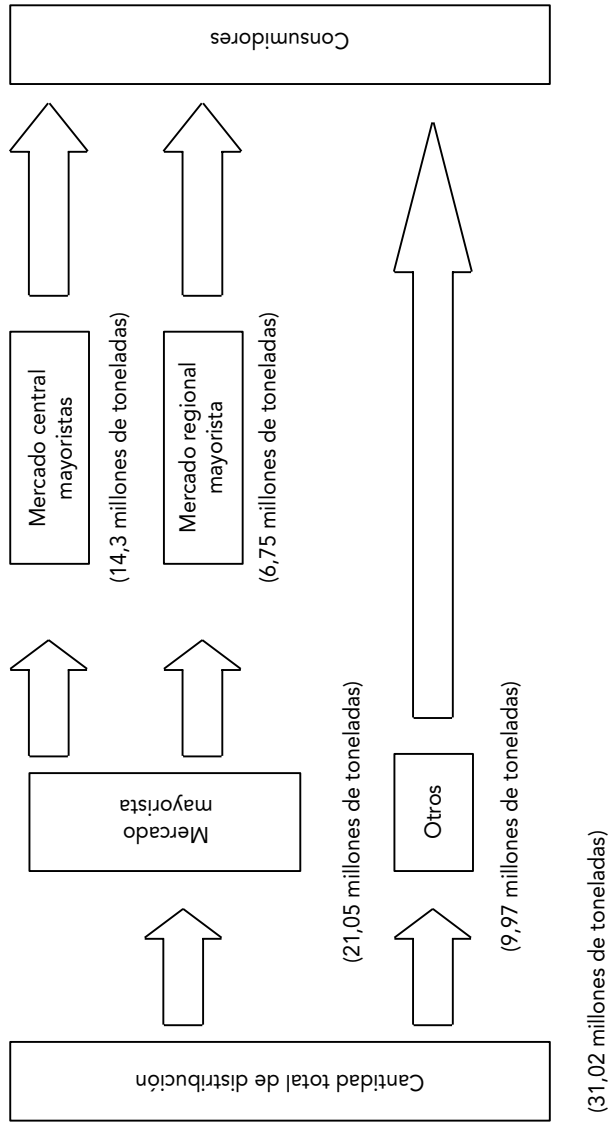 Cantidad total de distribución
(31,02 millones de toneladas)
Mercado
mayorista
(21,05 millones de toneladas)
Otros
(9,97 millones de toneladas)
Mercado central
mayoristas
(14,3 millones de toneladas)
Mercado regional
mayorista
(6,75 millones de toneladas)
Consumidores